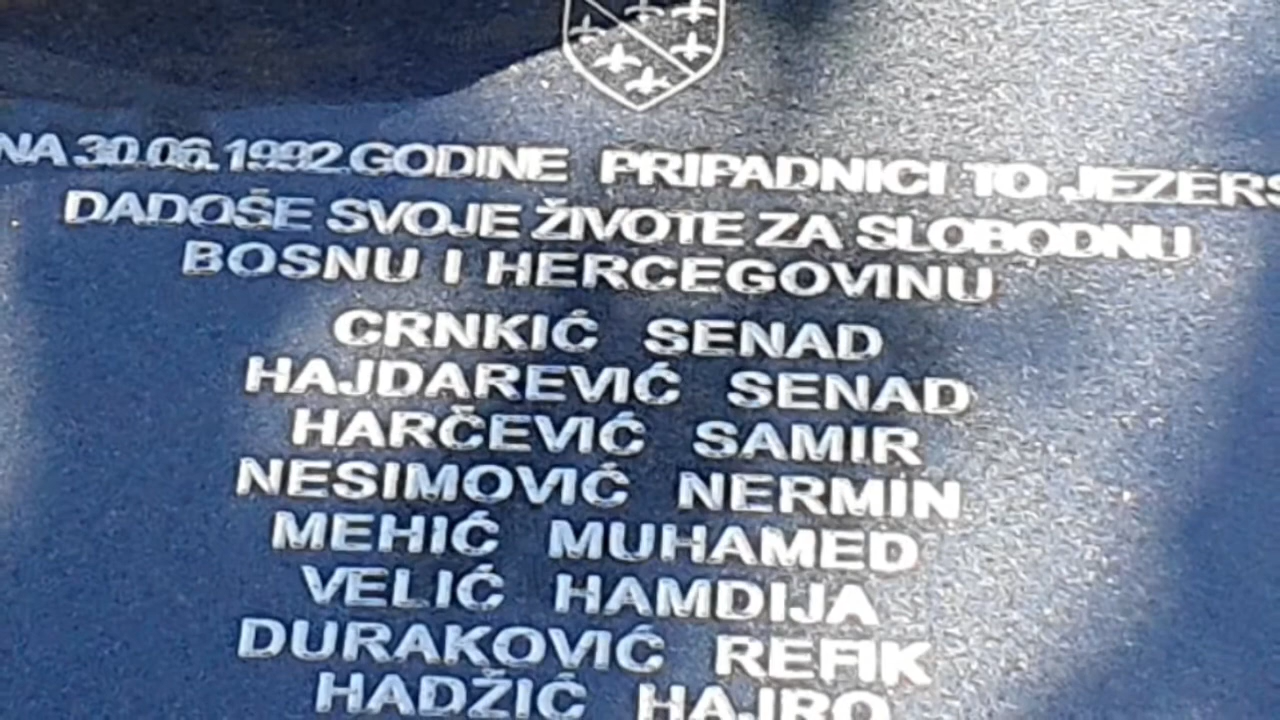 NA 30.06.1992.GODINE PRIPADNICI TO JEZERS
DADOŠE SVOJE ŽIVOTE ZA SLOBODNU
BOSNU I HERCEGOVINU
CRNKIĆ SENAD
HAJDAREVIĆ SENAD
HARČEVIĆ SAMIR
NESIMOVIĆ NERMIN
MEHIĆ MUHAMED
VELIĆ HAMDIJA
DURAKOVIĆ REFIK
HADŽIĆ HAJRO